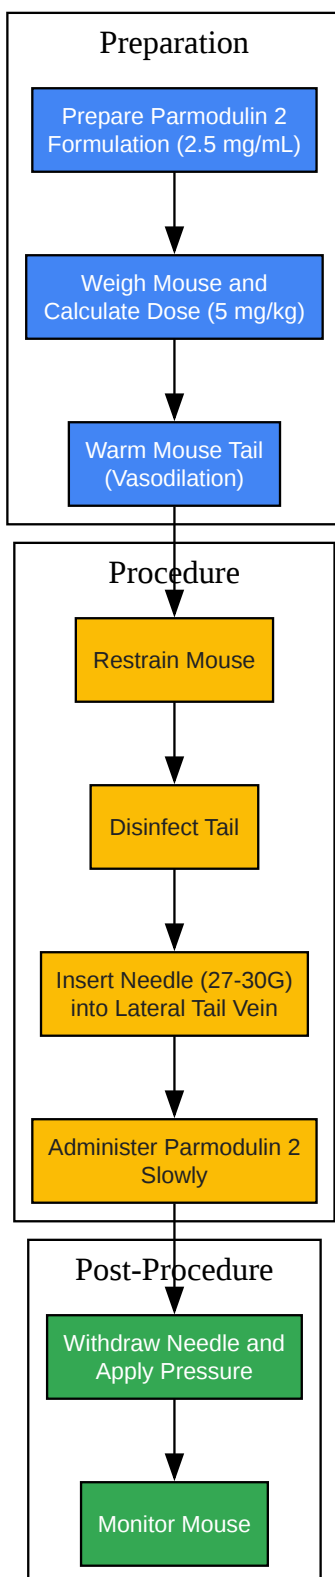 Preparation
Prepare Parmodulin 2
Formulation (2.5 mg/mL)
Weigh Mouse and
Calculate Dose (5 mg/kg)
Warm Mouse Tail
(Vasodilation)
Procedure
Restrain Mouse
Disinfect Tail
Insert Needle (27-30G)
into Lateral Tail Vein
Administer Parmodulin 2
Slowly
Post-Procedure
Withdraw Needle and
Apply Pressure
Monitor Mouse